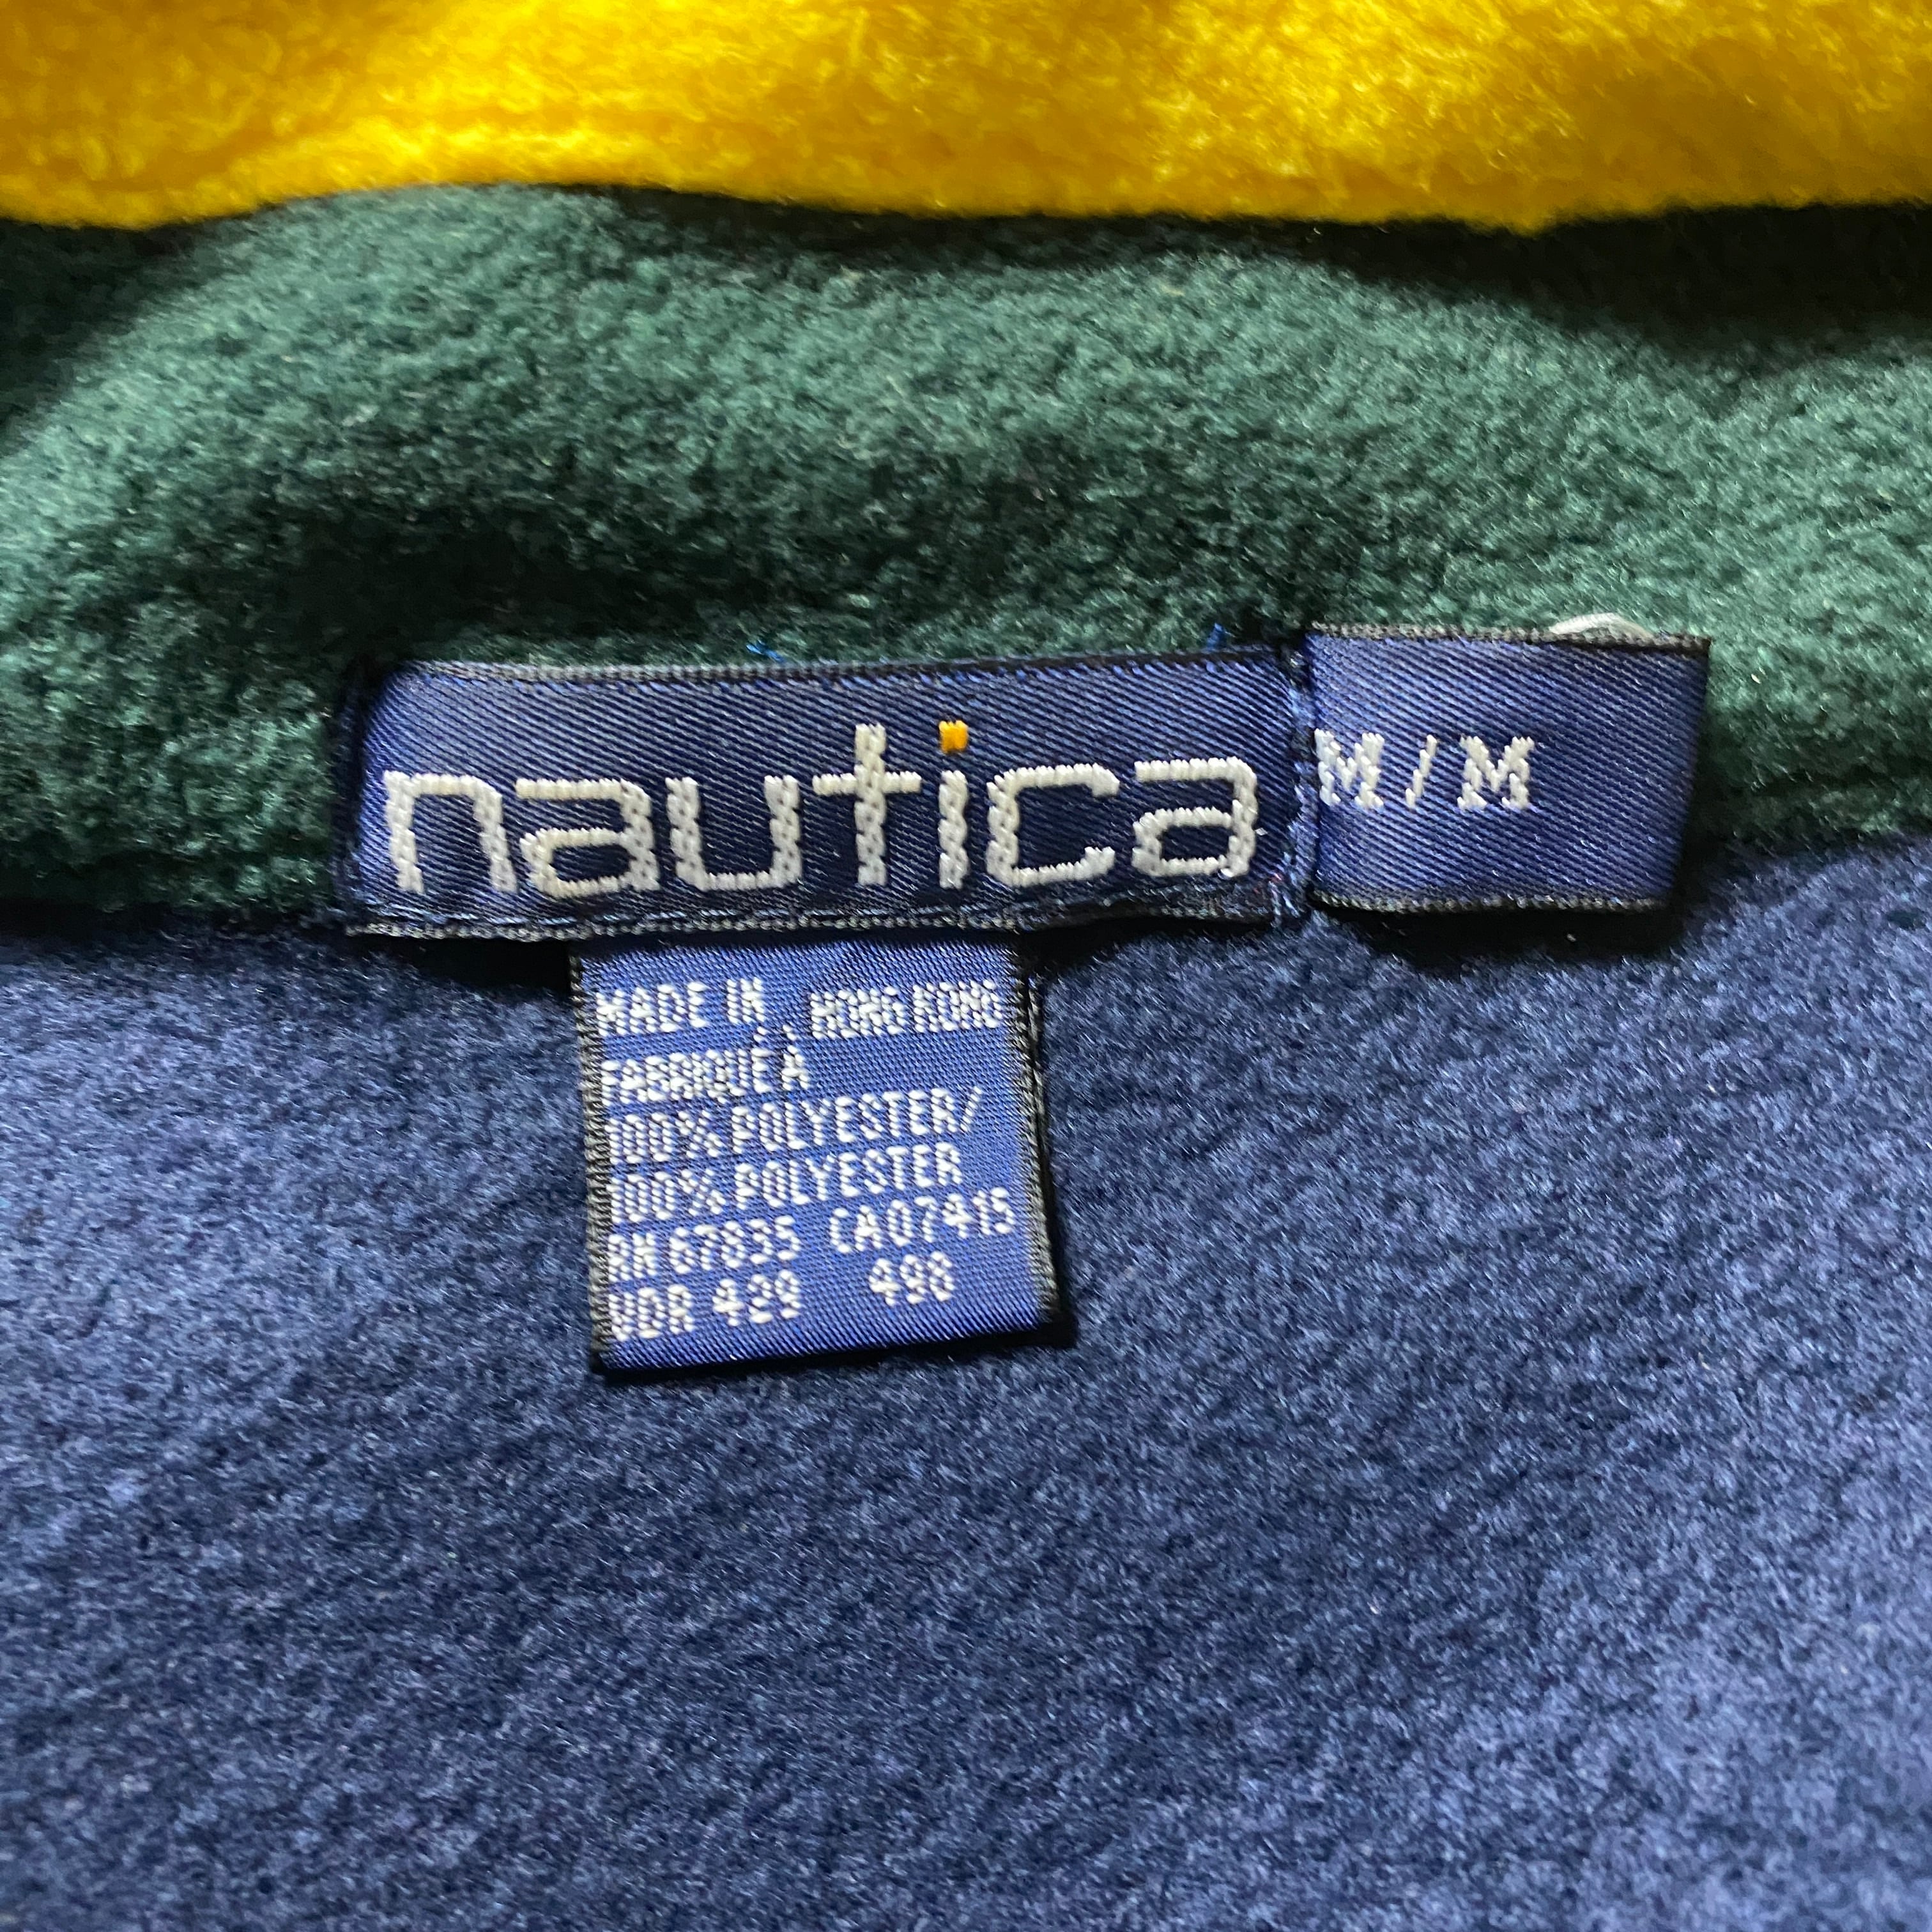 nautica
M/M
MADE IN HONG KONG
FABRIQUÉ À
100% POLYESTER/
100% POLYESTER
RN 67835 CA07415
VDR 429 498